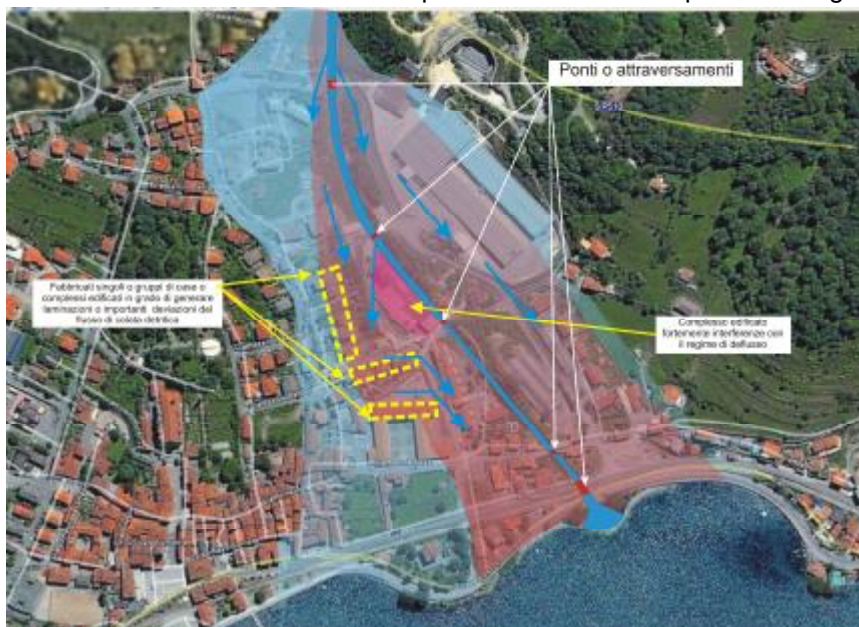 Ponti o attraversamenti
Fabbricati singoli o gruppi di case o
complessi edificati in grado di generare
laminazioni o importanti deviazioni del
flusso di colata detritica
Complesso edificato
fortemente interferenze con
il regime di deflusso